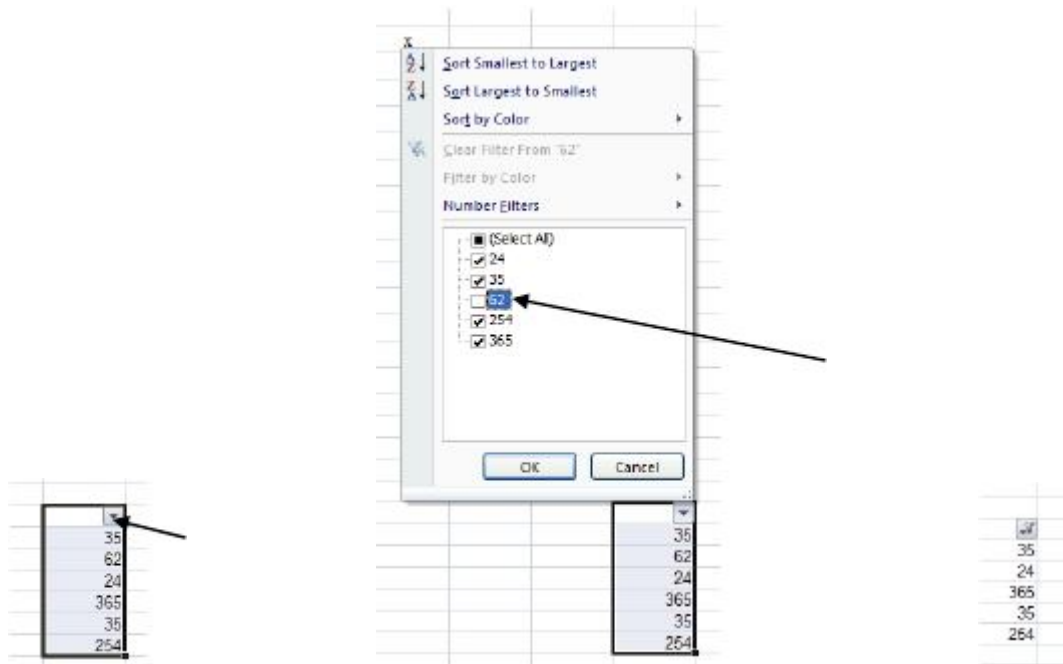 X
Sort Smallest to Largest
Sort Largest to Smallest
Sort by Color
Clear Filter From "62"
Filter by Color
Number Filters
(Select All)
24
35
62
254
365
OK
Cancel
35
62
24
365
35
254
35
62
24
365
35
254
35
24
365
35
264